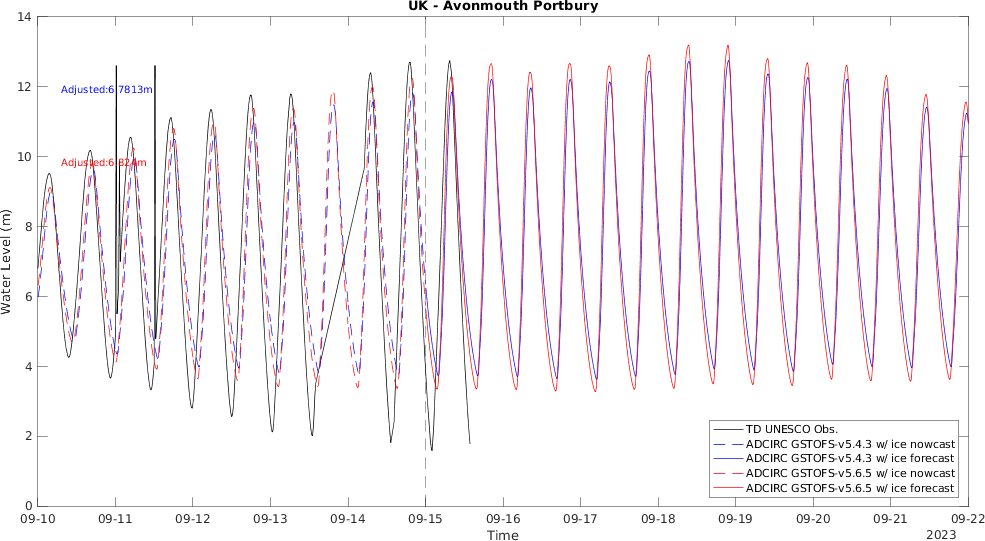 UK - Avonmouth Portbury
14
12
10
8
6
4
2
0
Water Level (m)
Adjusted:6.7813m
Adjusted:6.824m
TD UNESCO Obs.
ADCIRC GSTOFS-v5.4.3 w/ ice nowcast
ADCIRC GSTOFS-v5.4.3 w/ ice forecast
ADCIRC GSTOFS-v5.6.5 w/ ice nowcast
ADCIRC GSTOFS-v5.6.5 w/ ice forecast
09-10 09-11 09-12 09-13 09-14 09-15 09-16 09-17 09-18 09-19 09-20 09-21 09-22
Time
2023